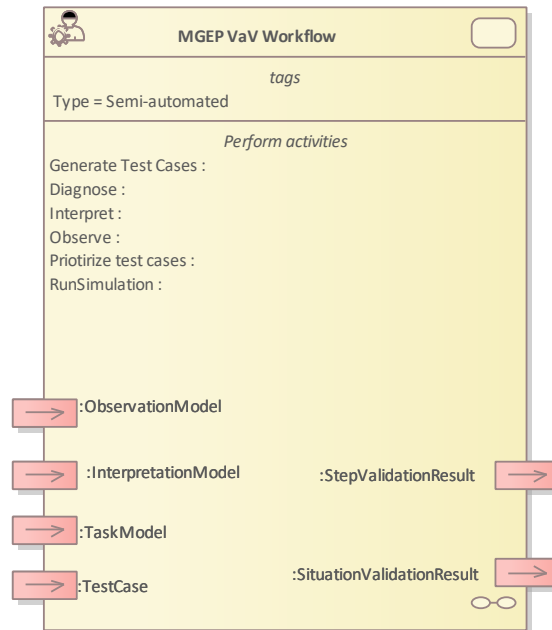 MGEP VaV Workflow
tags
Type = Semi-automated
Perform activities
Generate Test Cases :
Diagnose :
Interpret :
Observe :
Priotirize test cases :
RunSimulation :
:ObservationModel
:InterpretationModel
:StepValidationResult
:TaskModel
:SituationValidationResult
:TestCase